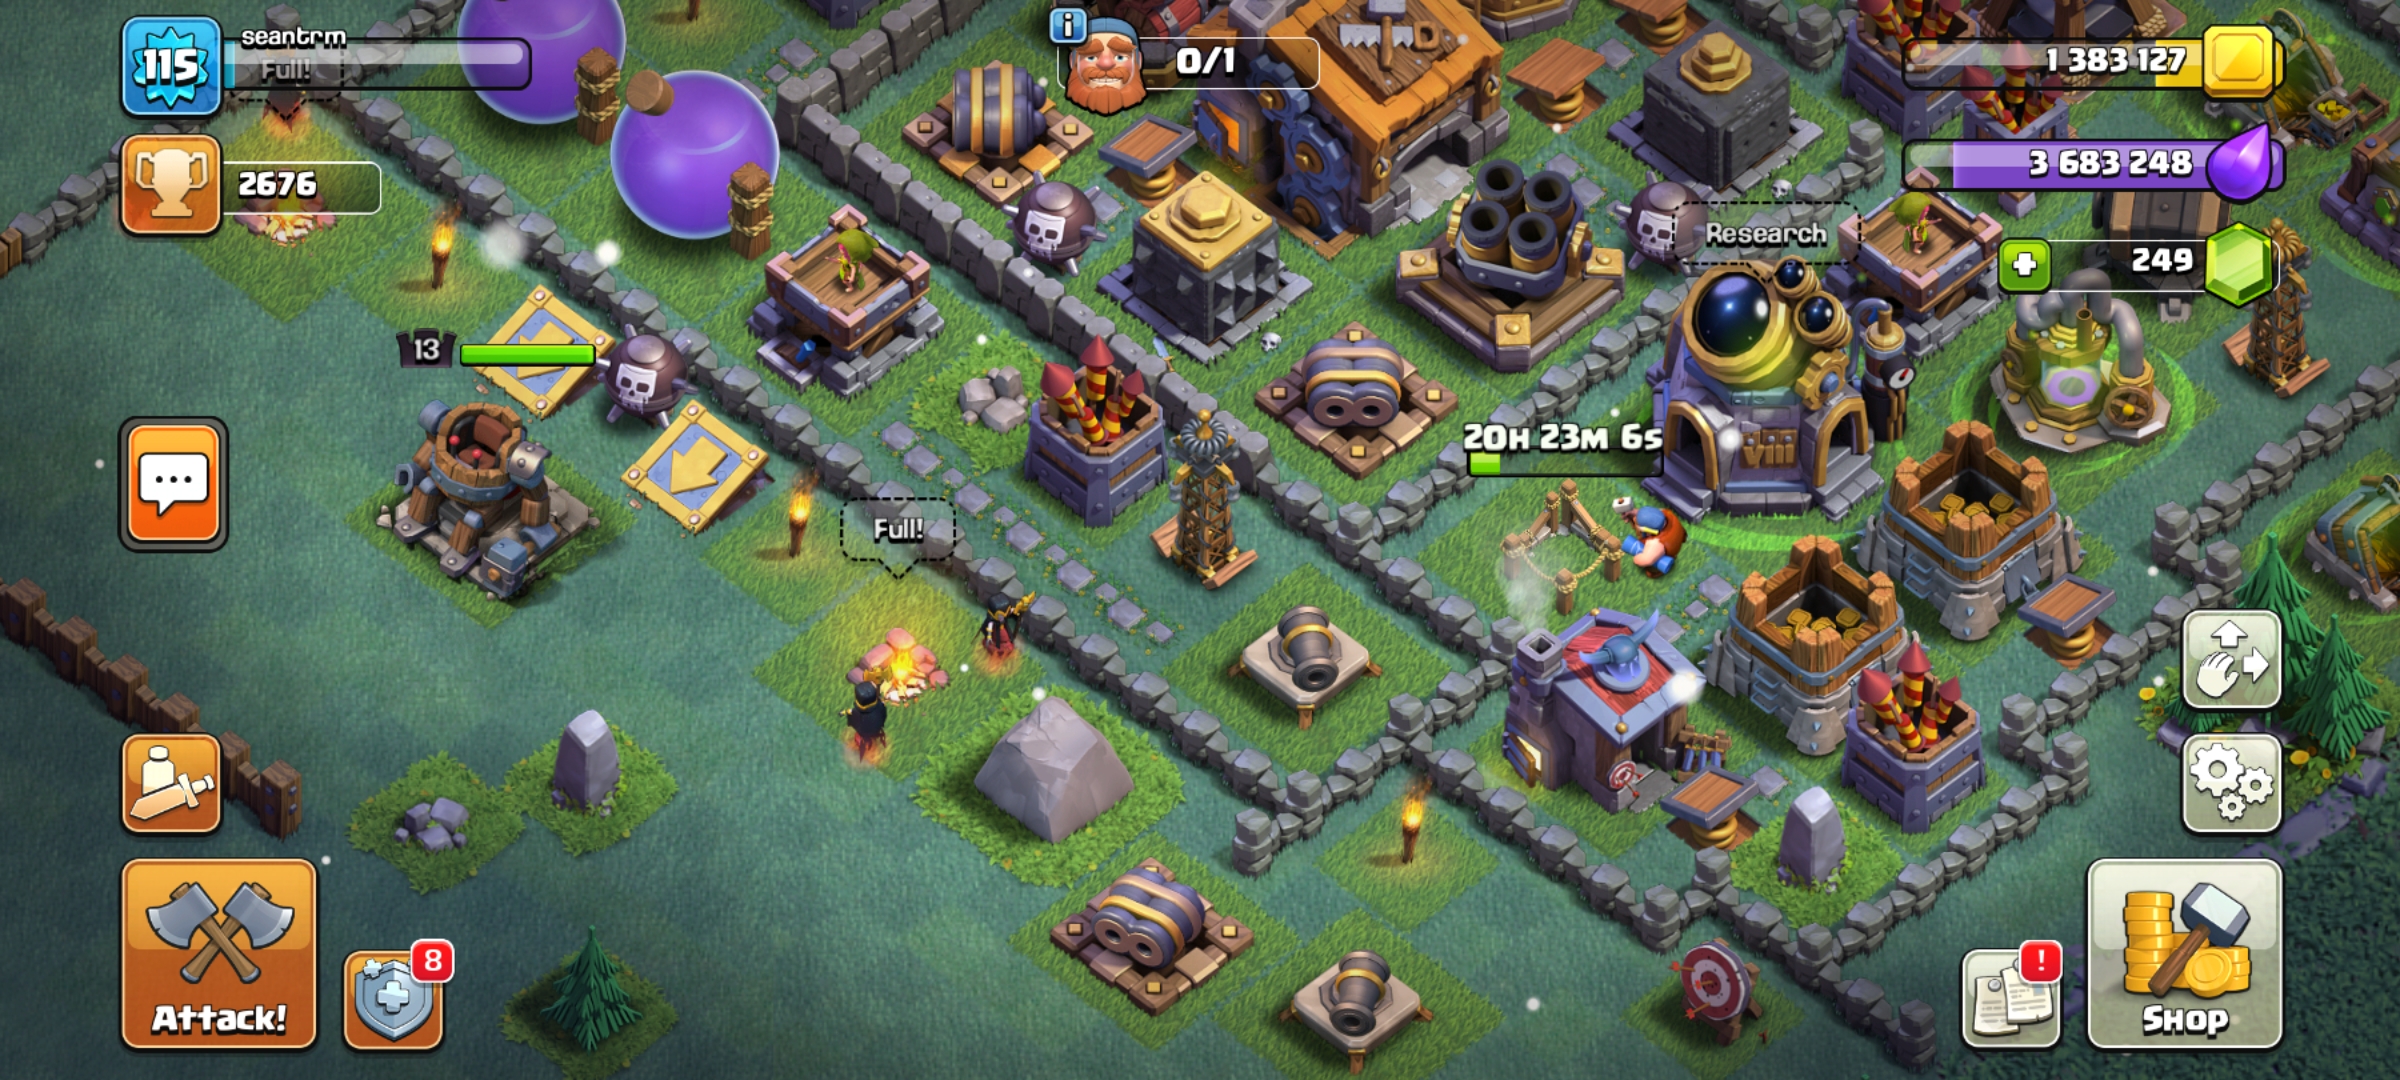 115
seantrm
Full!
0/1
1 383 127
2676
3 683 248
Research
249
13
20H 23M 6s
VIII
Full!
8
!
Attack!
Shop